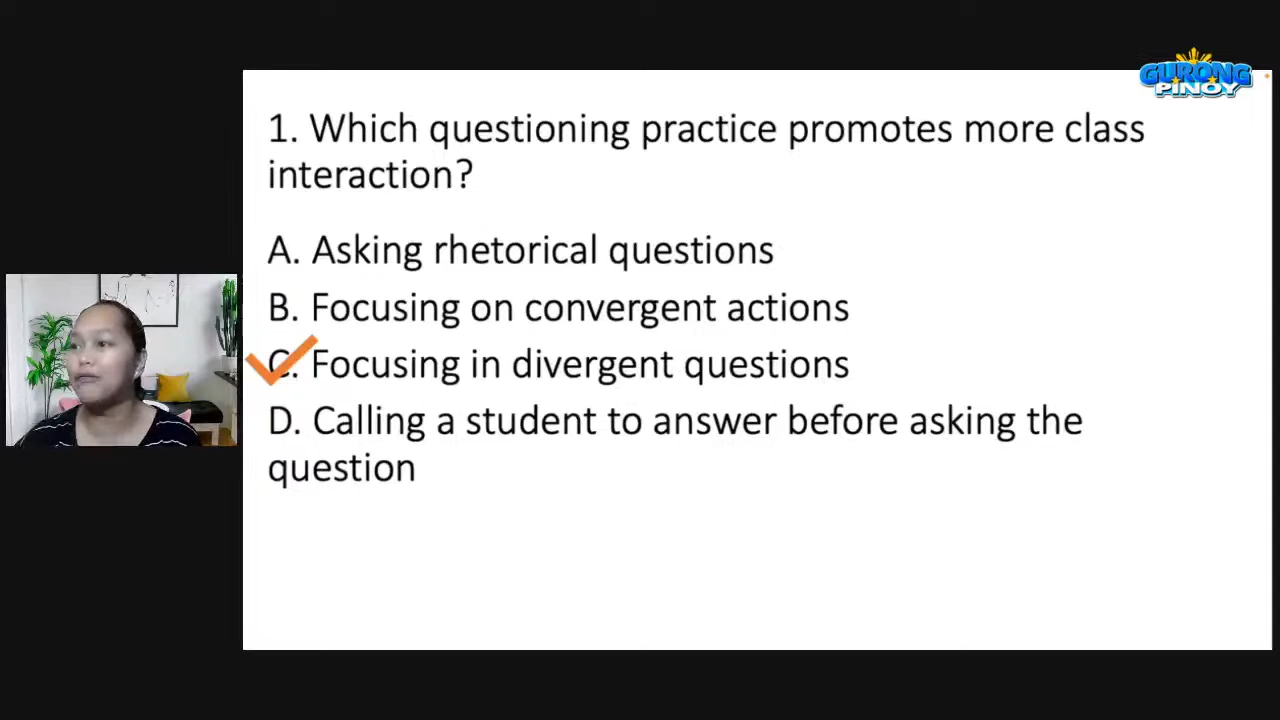 GURONG
PINOY
1. Which questioning practice promotes more class
interaction?
A. Asking rhetorical questions
B. Focusing on convergent actions
C. Focusing in divergent questions
D. Calling a student to answer before asking the
question